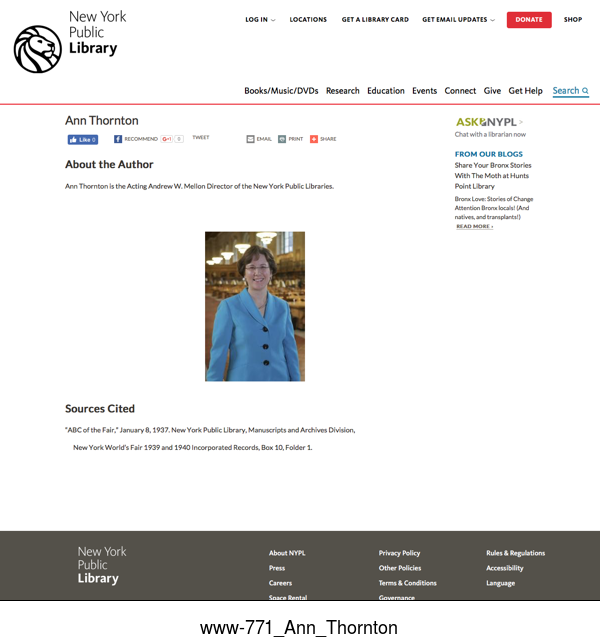 New York
Public
Library
LOG IN
LOCATIONS
GET A LIBRARY CARD
GET EMAIL UPDATES
DONATE
SHOP
Books/Music/DVDs Research Education Events Connect Give Get Help Search
Ann Thornton
Like 0
RECOMMEND
G+1 0
TWEET
EMAIL
PRINT
SHARE
About the Author
Ann Thornton is the Acting Andrew W. Mellon Director of the New York Public Libraries.
ASK NYPL >
Chat with a librarian now
FROM OUR BLOGS
Share Your Bronx Stories
With The Moth at Hunts
Point Library
Bronx Love: Stories of Change
Attention Bronx locals! (And
natives, and transplants!)
READ MORE ›
Sources Cited
"ABC of the Fair," January 8, 1937. New York Public Library, Manuscripts and Archives Division,
New York World's Fair 1939 and 1940 Incorporated Records, Box 10, Folder 1.
New York
Public
Library
About NYPL
Press
Careers
Space Rental
Privacy Policy
Other Policies
Terms & Conditions
Governance
Rules & Regulations
Accessibility
Language
www-771_Ann_Thornton